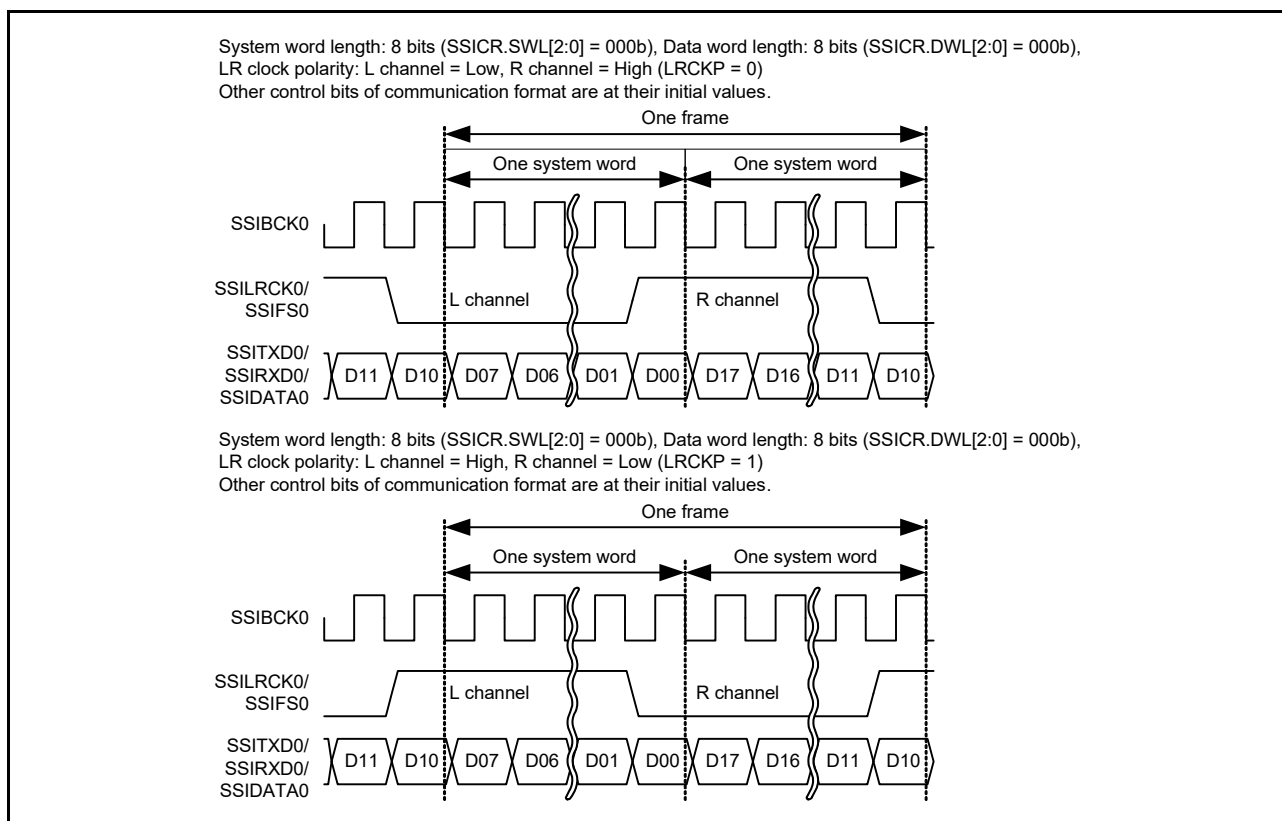 System word length: 8 bits (SSICR.SWL[2:0] = 000b), Data word length: 8 bits (SSICR.DWL[2:0] = 000b),
LR clock polarity: L channel = Low, R channel = High (LRCKP = 0)
Other control bits of communication format are at their initial values.
One frame
One system word One system word
SSIBCK0
SSILRCK0/
SSIFS0
L channel R channel
SSITXD0/
SSIRXD0/
SSIDATA0
D11 D10 D07 D06 D01 D00 D17 D16 D11 D10
System word length: 8 bits (SSICR.SWL[2:0] = 000b), Data word length: 8 bits (SSICR.DWL[2:0] = 000b),
LR clock polarity: L channel = High, R channel = Low (LRCKP = 1)
Other control bits of communication format are at their initial values.
One frame
One system word One system word
SSIBCK0
SSILRCK0/
SSIFS0
L channel R channel
SSITXD0/
SSIRXD0/
SSIDATA0
D11 D10 D07 D06 D01 D00 D17 D16 D11 D10